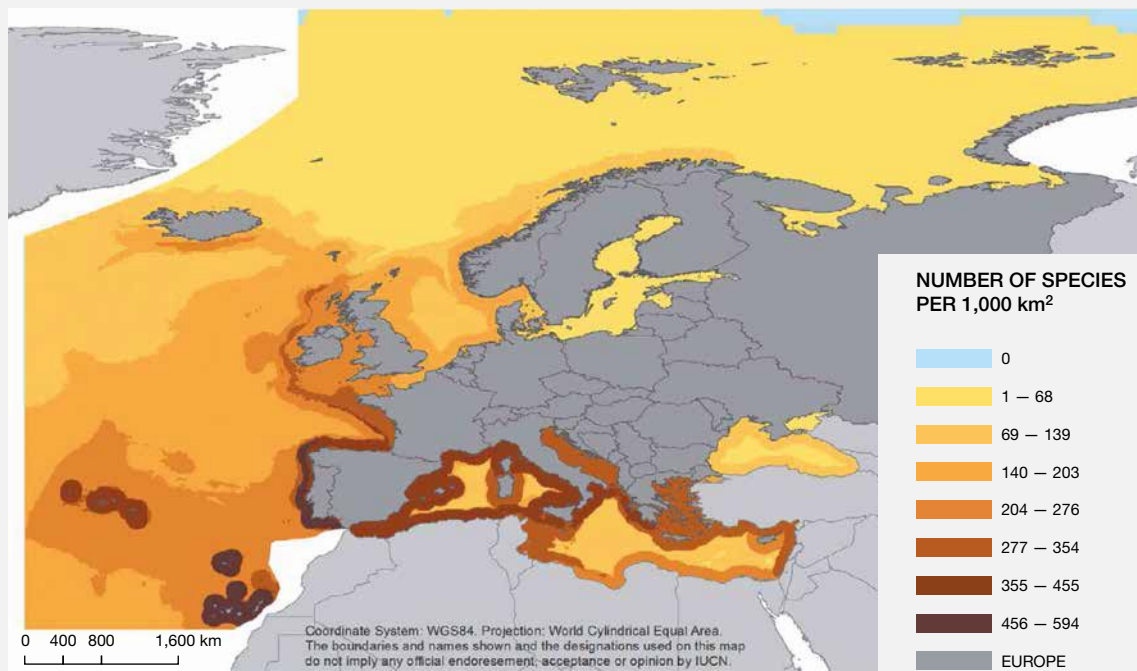 NUMBER OF SPECIES
PER 1,000 km²
0
1 — 68
69 — 139
140 — 203
204 — 276
277 — 354
355 — 455
456 — 594
EUROPE
0 400 800 1,600 km
Coordinate System: WGS84. Projection: World Cylindrical Equal Area.
The boundaries and names shown and the designations used on this map
do not imply any official endoresement, acceptance or opinion by IUCN.